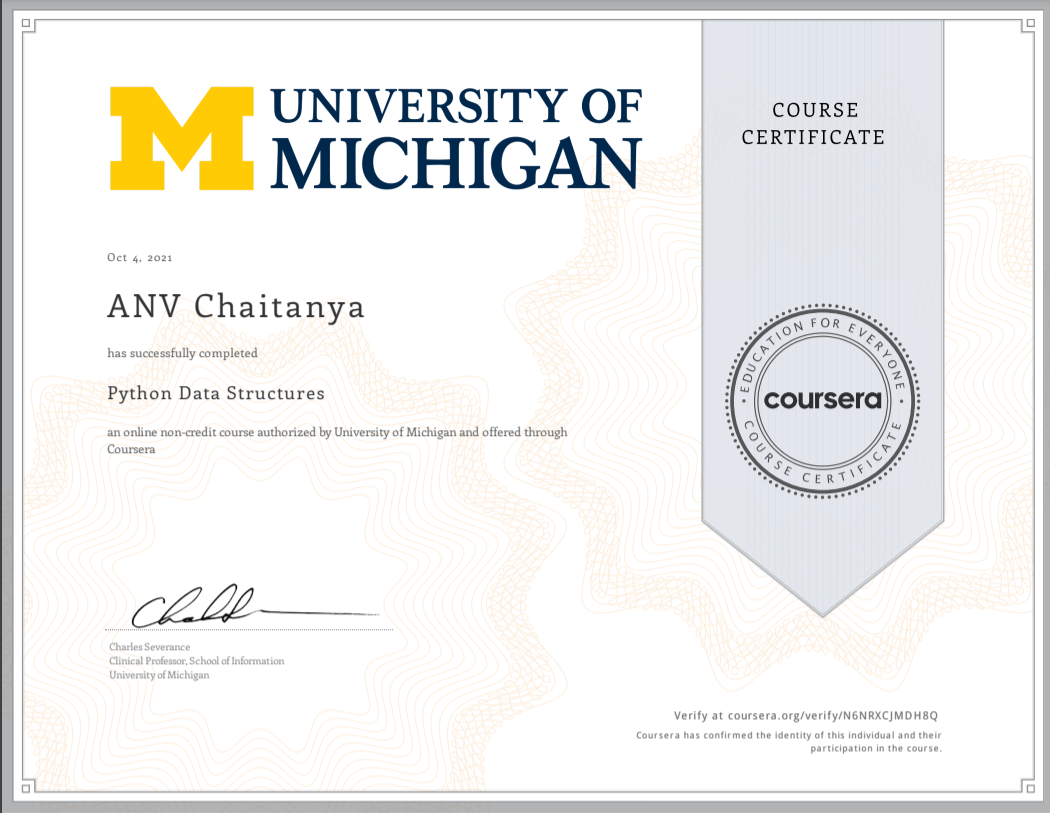 UNIVERSITY OF
MICHIGAN
COURSE
CERTIFICATE
Oct 4, 2021
ANV Chaitanya
has successfully completed
Python Data Structures
an online non-credit course authorized by University of Michigan and offered through
Coursera
EDUCATION FOR EVERYONE
coursera
COURSE CERTIFICATE
Charles Severance
Clinical Professor, School of Information
University of Michigan
Verify at coursera.org/verify/N6NRXCJMDH8Q
Coursera has confirmed the identity of this individual and their
participation in the course.